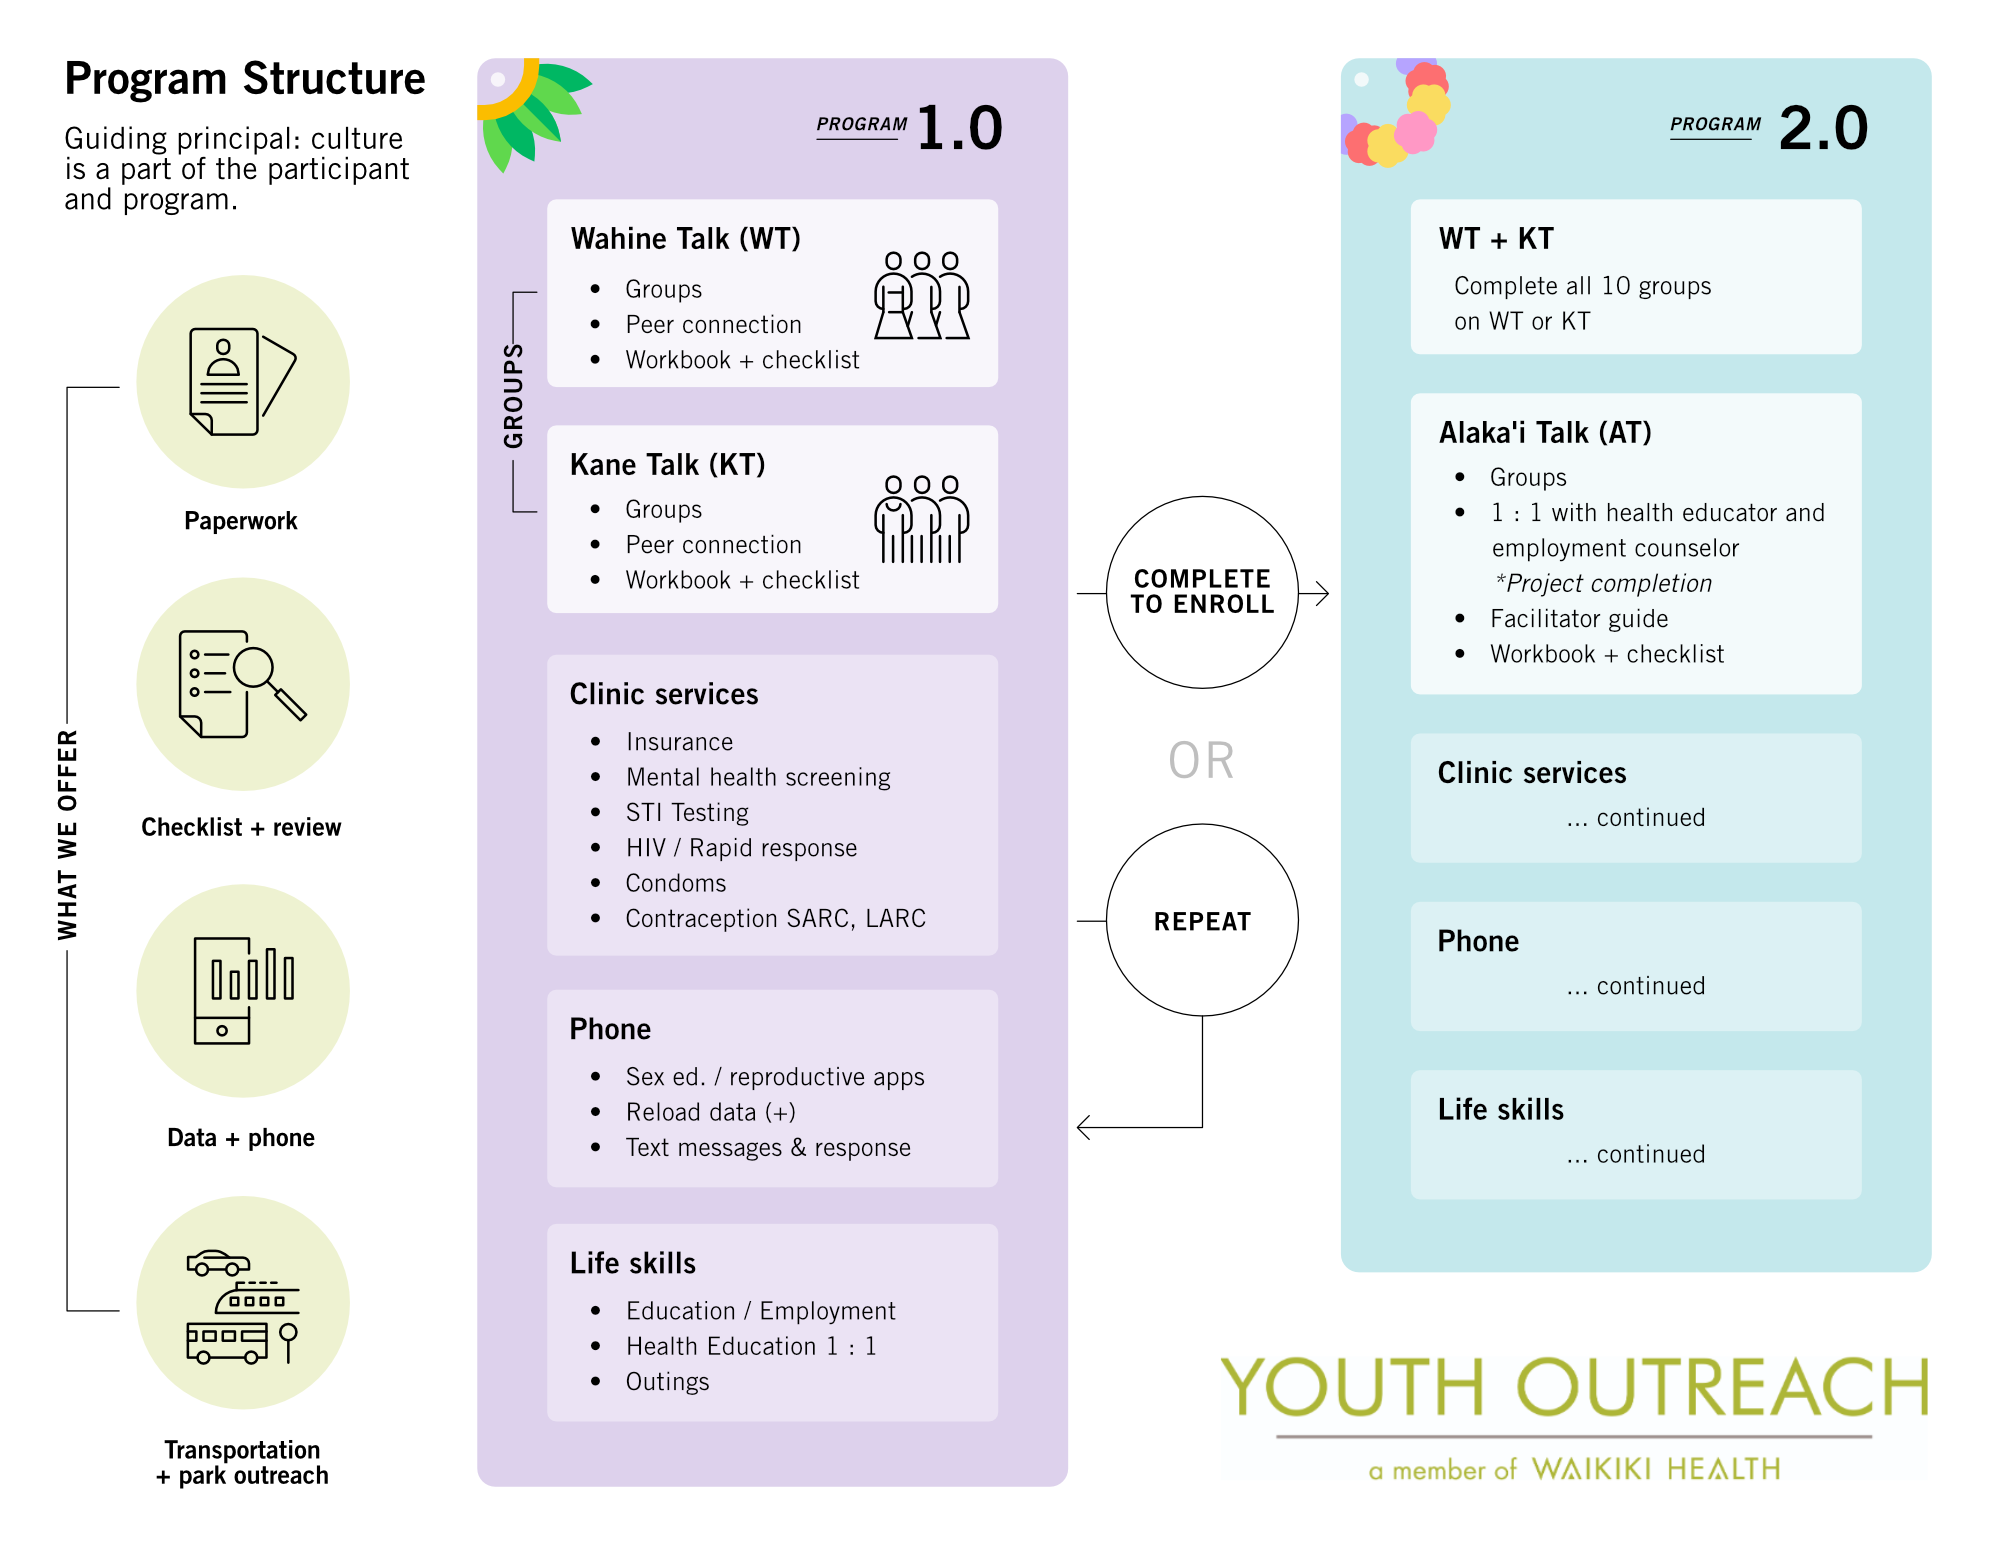 Program Structure
Guiding principal: culture
is a part of the participant
and program.
WHAT WE OFFER
Paperwork
Checklist + review
Data + phone
Transportation
+ park outreach
PROGRAM 1.0
GROUPS
Wahine Talk (WT)
• Groups
• Peer connection
• Workbook + checklist
Kane Talk (KT)
• Groups
• Peer connection
• Workbook + checklist
Clinic services
• Insurance
• Mental health screening
• STI Testing
• HIV / Rapid response
• Condoms
• Contraception SARC, LARC
Phone
• Sex ed. / reproductive apps
• Reload data (+)
• Text messages & response
Life skills
• Education / Employment
• Health Education 1 : 1
• Outings
COMPLETE
TO ENROLL
OR
REPEAT
PROGRAM 2.0
WT + KT
Complete all 10 groups
on WT or KT
Alaka'i Talk (AT)
• Groups
• 1 : 1 with health educator and
employment counselor
*Project completion
• Facilitator guide
• Workbook + checklist
Clinic services
... continued
Phone
... continued
Life skills
... continued
YOUTH OUTREACH
a member of WAIKIKI HEALTH